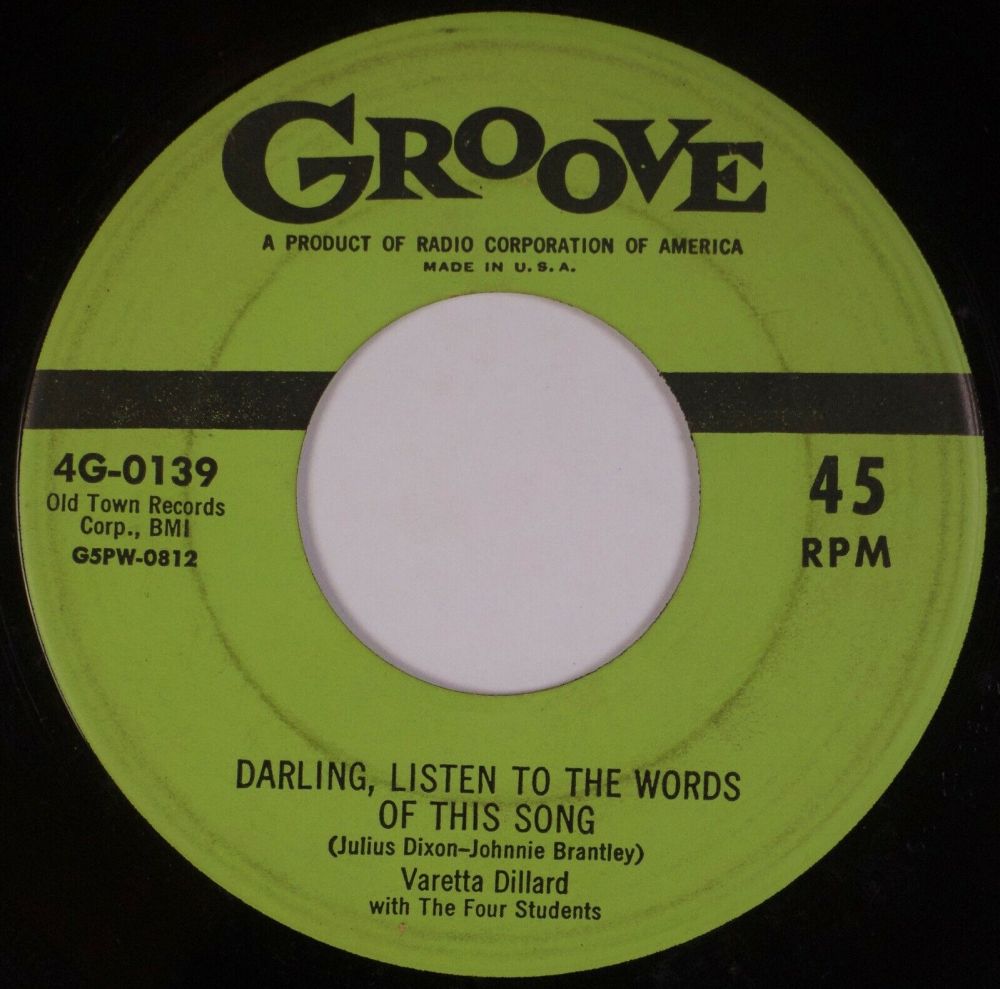 GROOVE
A PRODUCT OF RADIO CORPORATION OF AMERICA
MADE IN U.S.A.
4G-0139
Old Town Records
Corp., BMI
G5PW-0812
45
RPM
DARLING, LISTEN TO THE WORDS
OF THIS SONG
(Julius Dixon-Johnnie Brantley)
Varetta Dillard
with The Four Students